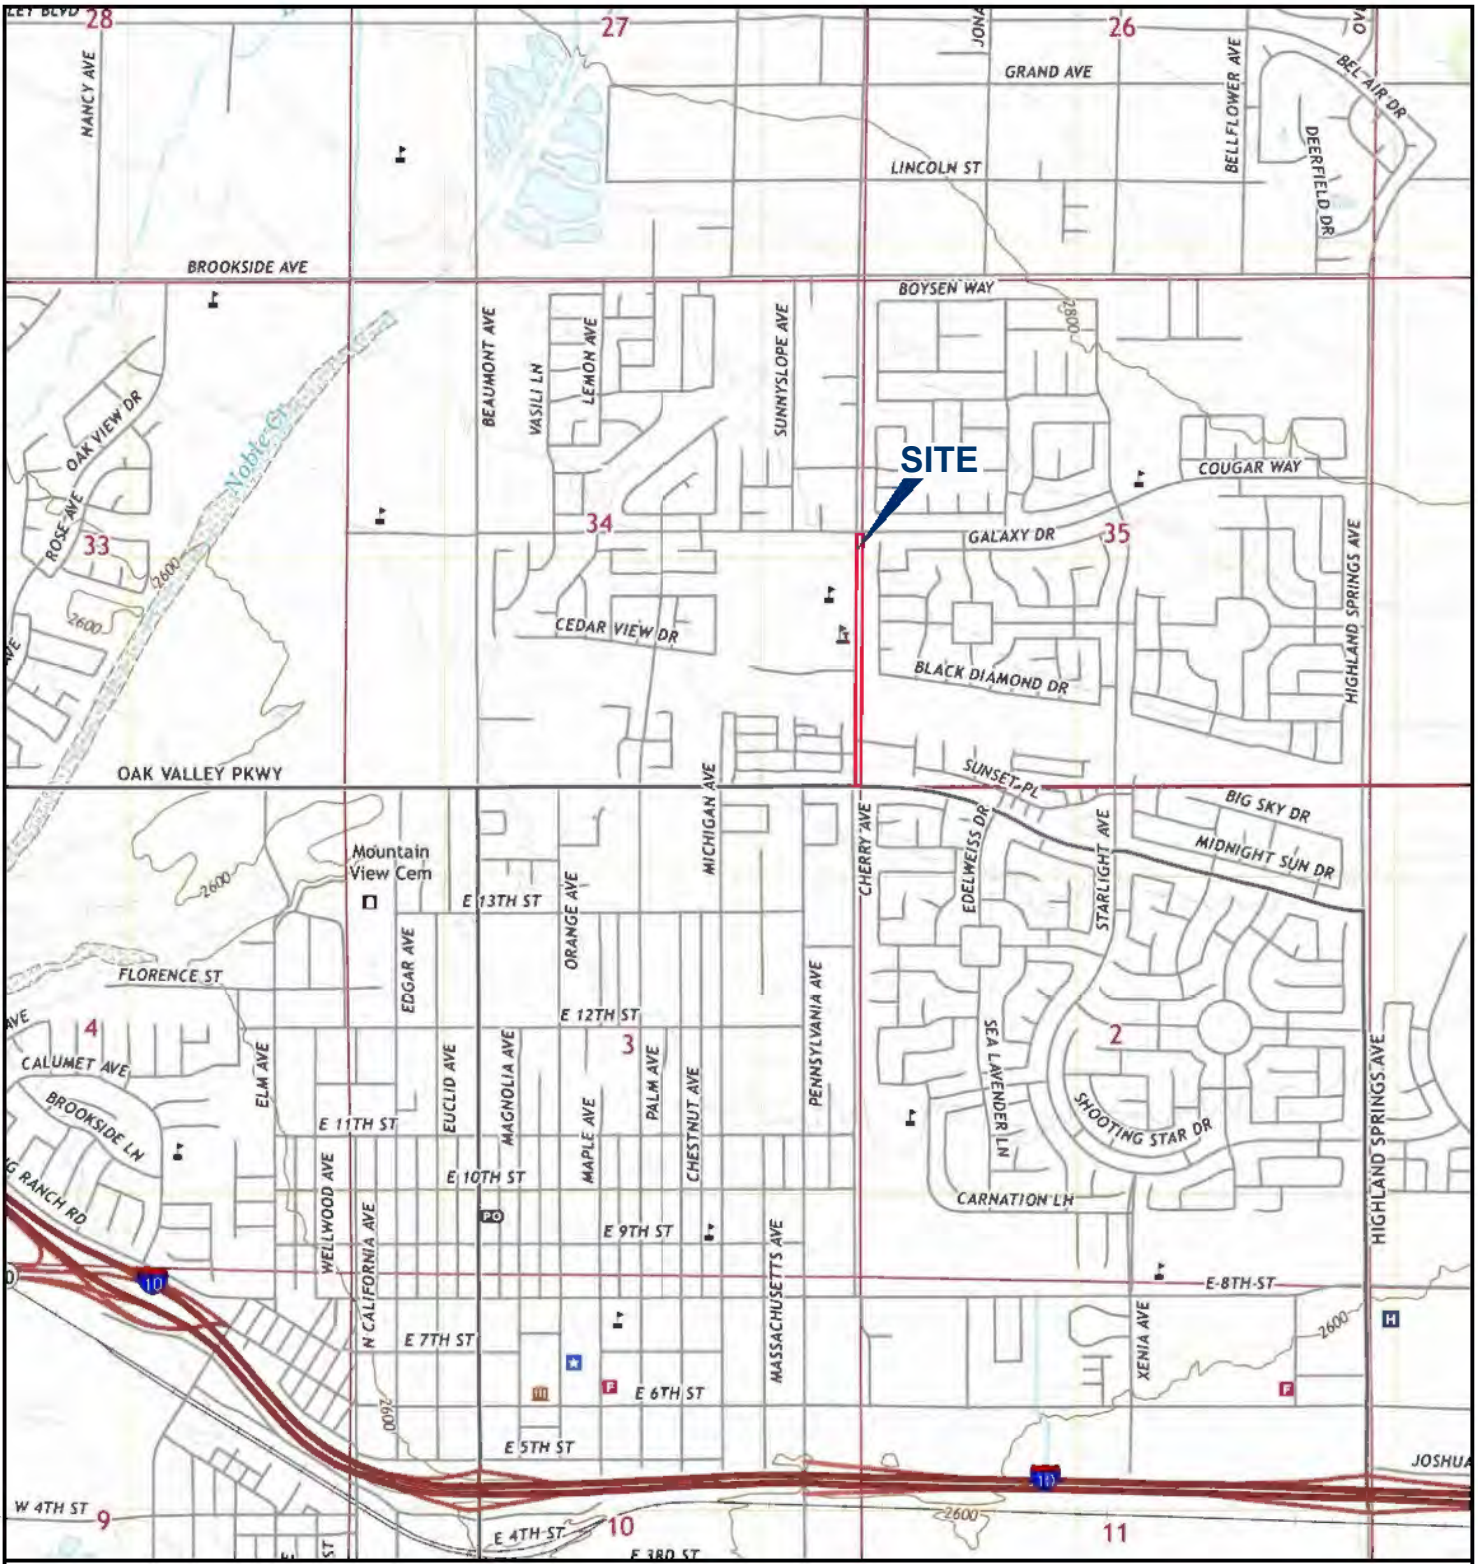 28
27
26
NANCY AVE
GRAND AVE
BELLFLOWER AVE
BEL AIR DR
DEERFIELD DR
LINCOLN ST
BROOKSIDE AVE
BOYSEN WAY
2800
BEAUMONT AVE
VASILI LN
LEMON AVE
SUNNYSLOPE AVE
OAK VIEW DR
SITE
COUGAR WAY
ROSE AVE
33
34
GALAXY DR
35
HIGHLAND SPRINGS AVE
2600
2600
CEDAR VIEW DR
BLACK DIAMOND DR
OAK VALLEY PKWY
MICHIGAN AVE
SUNSET PL
BIG SKY DR
MIDNIGHT SUN DR
CHERRY AVE
EDELWEISS DR
STARLIGHT AVE
Mountain
View Cem
2600
E 13TH ST
ORANGE AVE
EDGAR AVE
FLORENCE ST
PENNSYLVANIA AVE
E 12TH ST
AVE
4
3
2
CALUMET AVE
ELM AVE
EUCLID AVE
MAGNOLIA AVE
PALM AVE
SEA LAVENDER LN
HIGHLAND SPRINGS AVE
BROOKSIDE LN
E 11TH ST
MAPLE AVE
CHESTNUT AVE
SHOOTING STAR DR
E 10TH ST
RANCH RD
WELLWOOD AVE
CARNATION LN
PO
E 9TH ST
N CALIFORNIA AVE
MASSACHUSETTS AVE
10
E 8TH ST
E 7TH ST
XENIA AVE
2600
H
F
E 6TH ST
F
2600
E 5TH ST
JOSHUA
10
W 4TH ST
9
E 4TH ST
10
2600
11
E 3RD ST